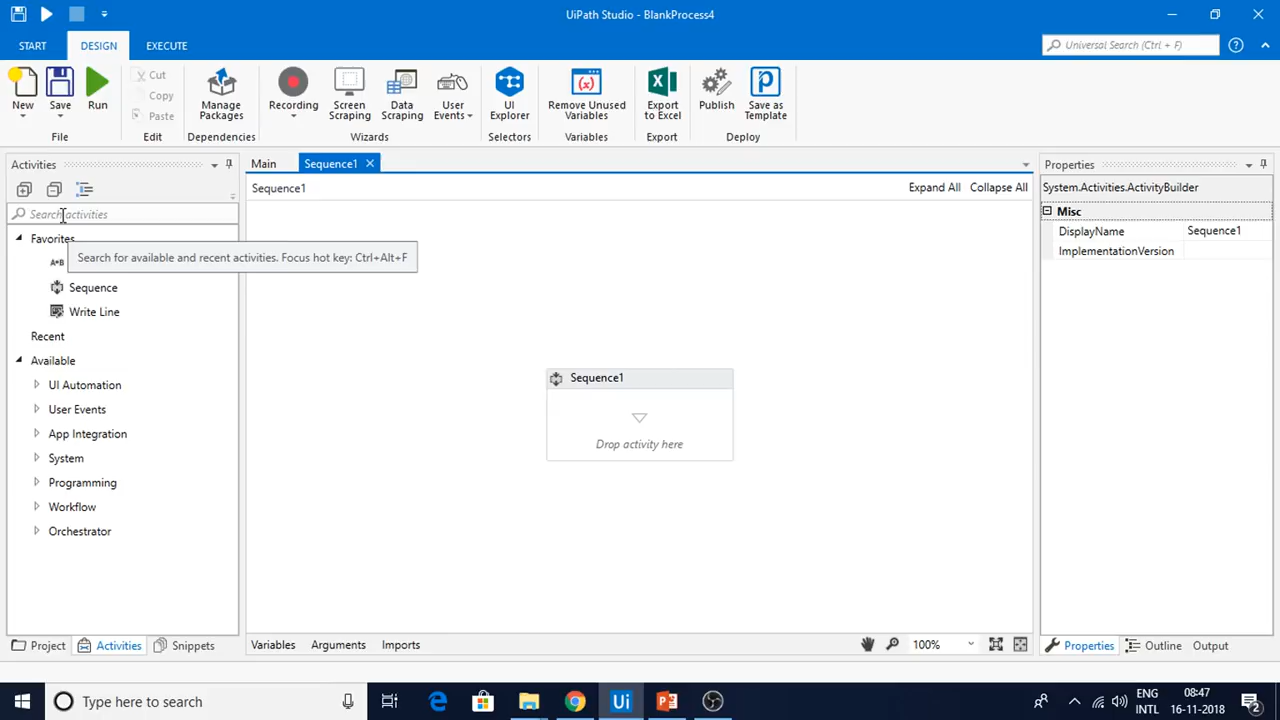 UiPath Studio - BlankProcess4
START
DESIGN
EXECUTE
Universal Search (Ctrl + F)
New
Save
Run
Cut
Copy
Paste
Manage Packages
Recording
Screen Scraping
Data Scraping
User Events
UI Explorer
Remove Unused Variables
Export to Excel
Publish
Save as Template
File
Edit
Dependencies
Wizards
Selectors
Variables
Export
Deploy
Activities
Main
Sequence1
Properties
Sequence1
Expand All
Collapse All
System.Activities.ActivityBuilder
Search activities
Misc
DisplayName
Sequence1
ImplementationVersion
Favorites
Search for available and recent activities. Focus hot key: Ctrl+Alt+F
A+B
Sequence
Write Line
Recent
Available
UI Automation
User Events
App Integration
System
Programming
Workflow
Orchestrator
Sequence1
Drop activity here
Project
Activities
Snippets
Variables
Arguments
Imports
100%
Properties
Outline
Output
Type here to search
Ui
ENG
INTL
08:47
16-11-2018
2